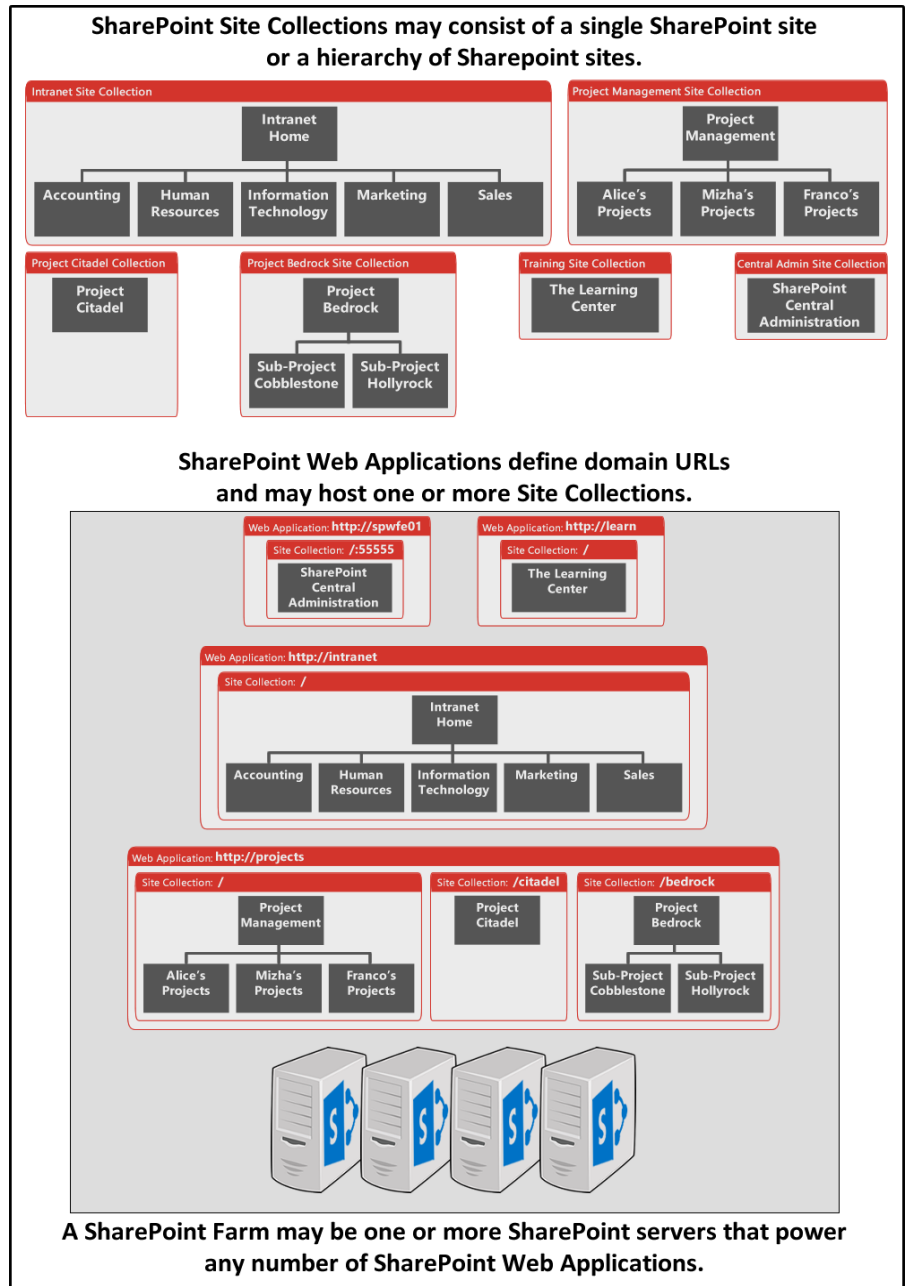 SharePoint Site Collections may consist of a single SharePoint site
or a hierarchy of Sharepoint sites.
Intranet Site Collection
Intranet
Home
Accounting
Human
Resources
Information
Technology
Marketing
Sales
Project Management Site Collection
Project
Management
Alice's
Projects
Mizha's
Projects
Franco's
Projects
Project Citadel Collection
Project
Citadel
Project Bedrock Site Collection
Project
Bedrock
Sub-Project
Cobblestone
Sub-Project
Hollyrock
Training Site Collection
The Learning
Center
Central Admin Site Collection
SharePoint
Central
Administration
SharePoint Web Applications define domain URLs
and may host one or more Site Collections.
Web Application: http://spwfe01
Site Collection: /:55555
SharePoint
Central
Administration
Web Application: http://learn
Site Collection: /
The Learning
Center
Web Application: http://intranet
Site Collection: /
Intranet
Home
Accounting
Human
Resources
Information
Technology
Marketing
Sales
Web Application: http://projects
Site Collection: /
Project
Management
Alice's
Projects
Mizha's
Projects
Franco's
Projects
Site Collection: /citadel
Project
Citadel
Site Collection: /bedrock
Project
Bedrock
Sub-Project
Cobblestone
Sub-Project
Hollyrock
S
S
S
S
A SharePoint Farm may be one or more SharePoint servers that power
any number of SharePoint Web Applications.